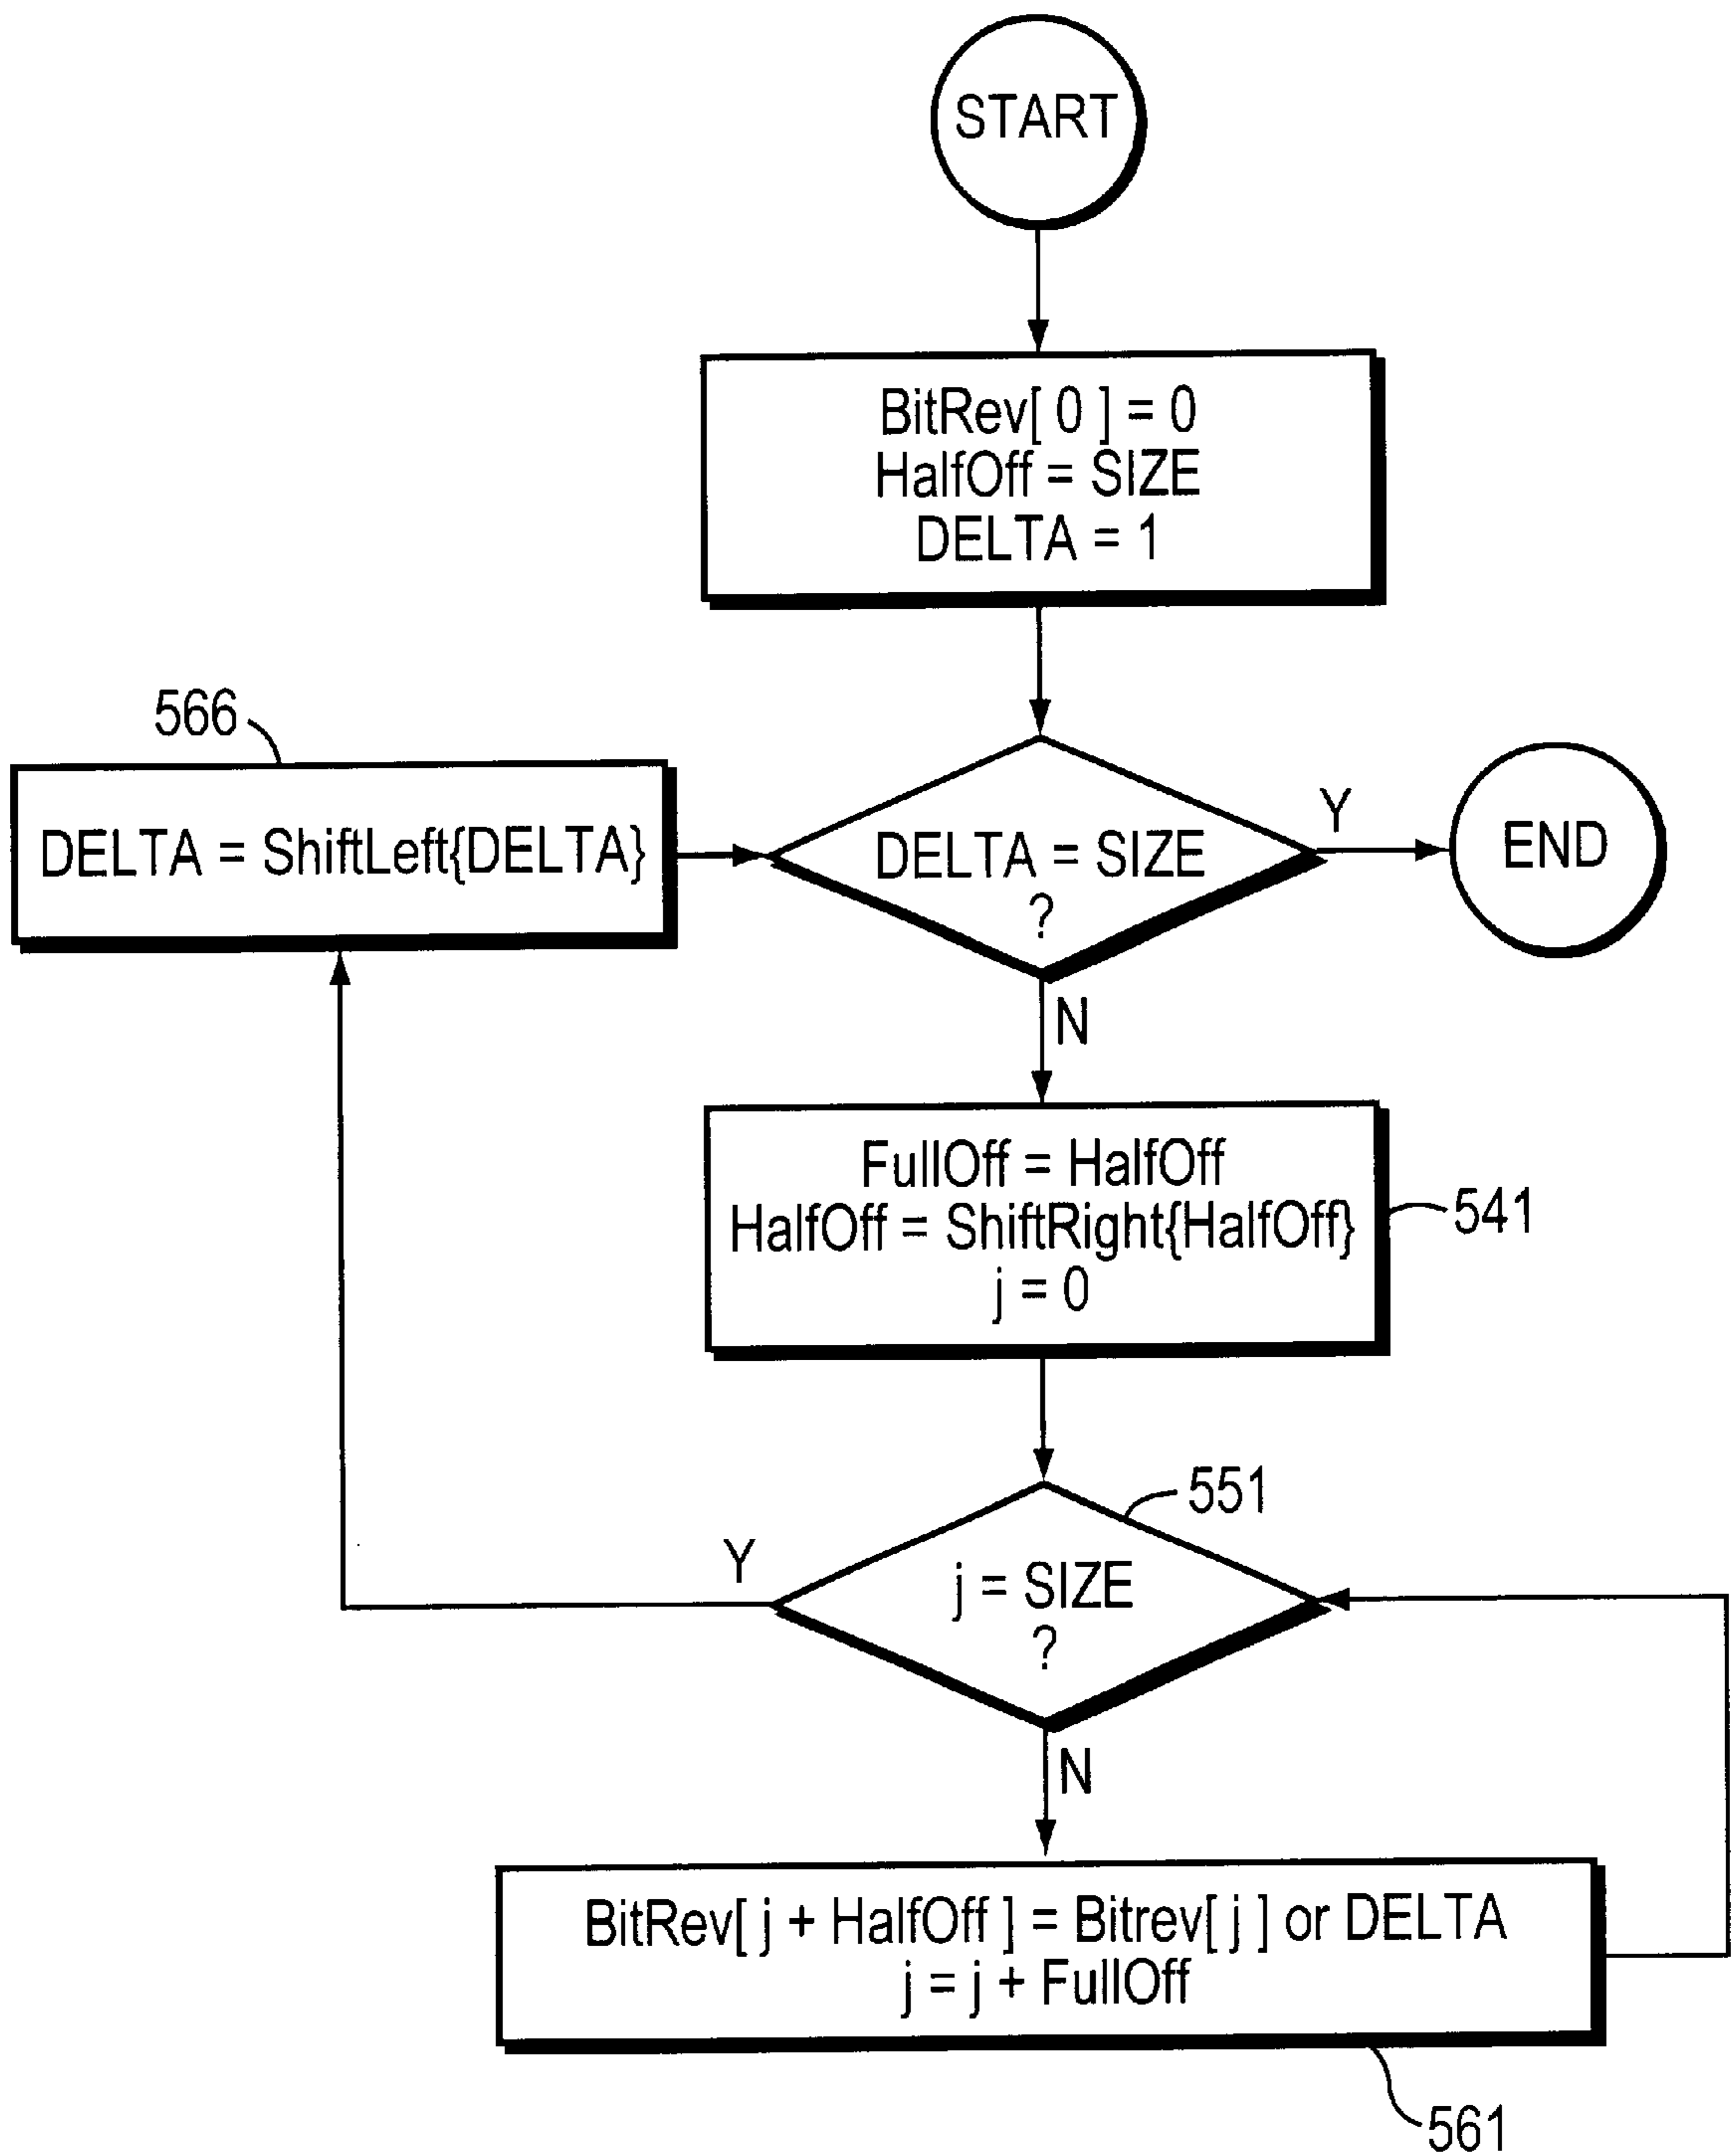 START
BitRev[ 0 ] = 0
HalfOff = SIZE
DELTA = 1
566
DELTA = ShiftLeft{DELTA}
DELTA = SIZE
?
Y
END
N
FullOff = HalfOff
HalfOff = ShiftRight{HalfOff}
j = 0
541
551
j = SIZE
?
Y
N
BitRev[ j + HalfOff ] = Bitrev[ j ] or DELTA
j = j + FullOff
561